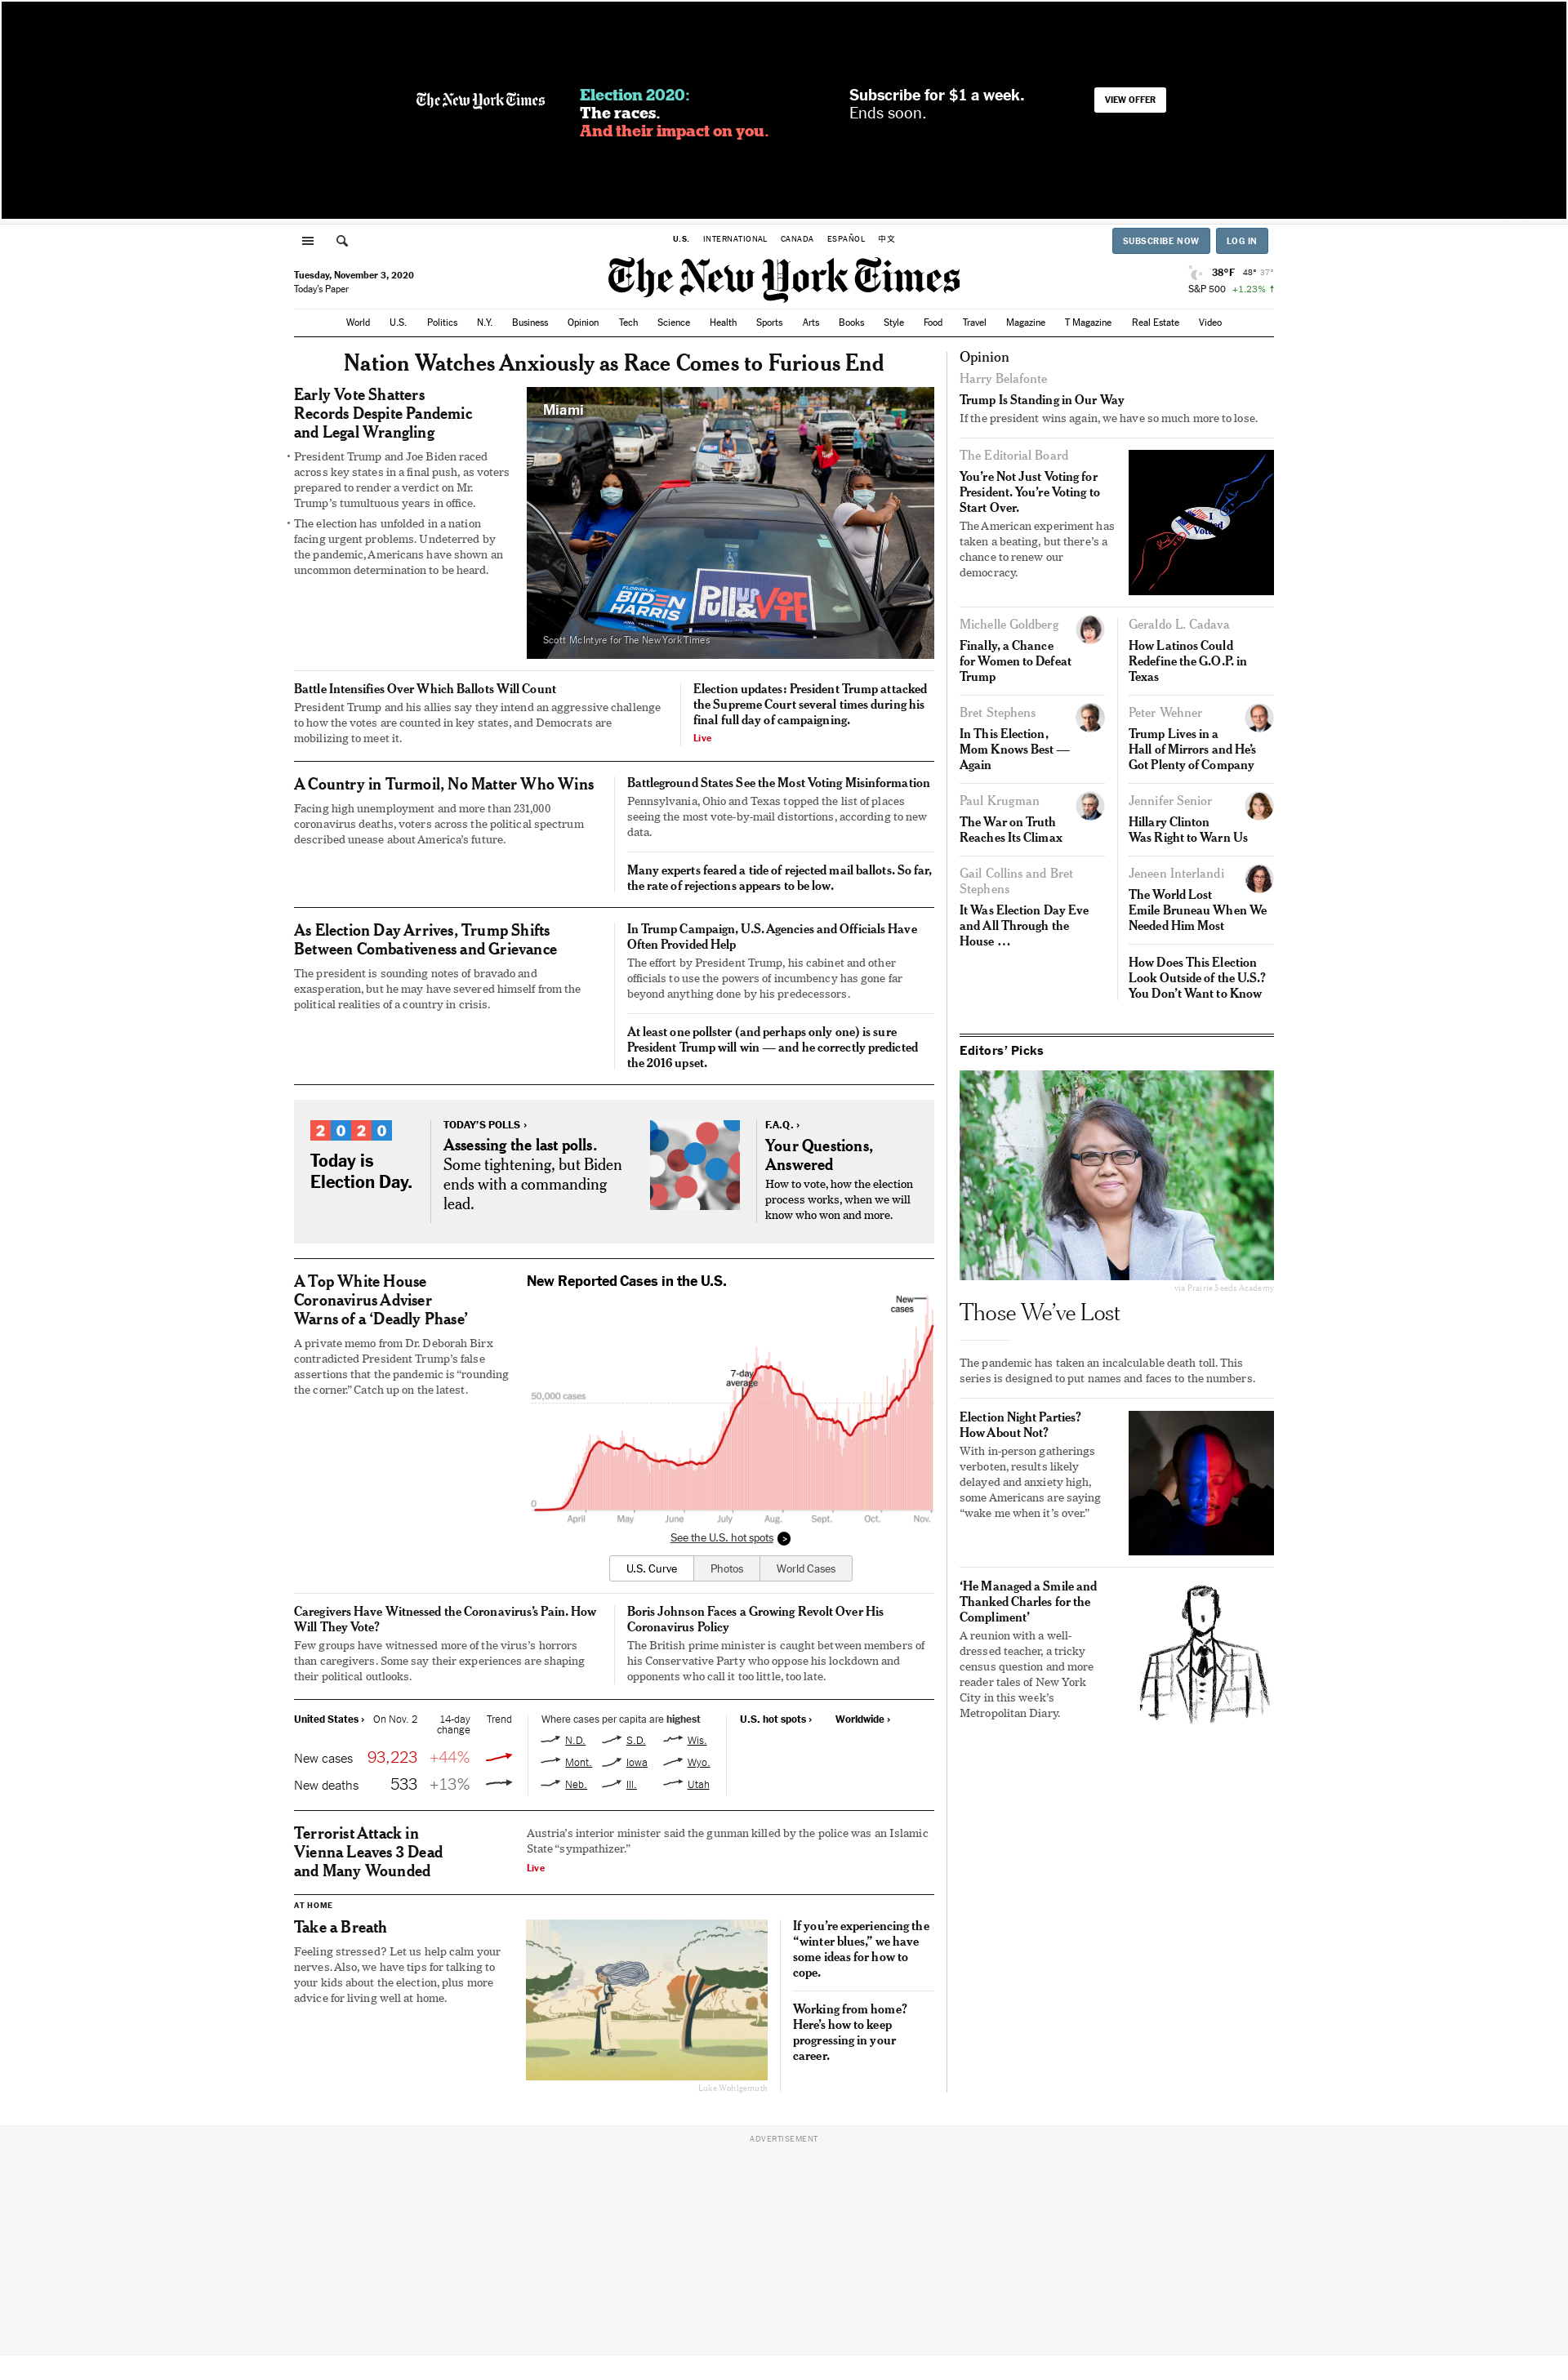 The New York Times
Election 2020:
The races.
And their impact on you.
Subscribe for $1 a week.
Ends soon.
VIEW OFFER
U.S. INTERNATIONAL CANADA ESPAÑOL 中文
SUBSCRIBE NOW LOG IN
Tuesday, November 3, 2020
Today's Paper
The New York Times
38°F 48° 37°
S&P 500 +1.23% ↑
World U.S. Politics N.Y. Business Opinion Tech Science Health Sports Arts Books Style Food Travel Magazine T Magazine Real Estate Video
Nation Watches Anxiously as Race Comes to Furious End
Early Vote Shatters
Records Despite Pandemic
and Legal Wrangling
• President Trump and Joe Biden raced
across key states in a final push, as voters
prepared to render a verdict on Mr.
Trump's tumultuous years in office.
• The election has unfolded in a nation
facing urgent problems. Undeterred by
the pandemic, Americans have shown an
uncommon determination to be heard.
Miami
FLORIDA for
BIDEN
HARRIS
PULL UP & VOTE
Scott McIntyre for The New York Times
Battle Intensifies Over Which Ballots Will Count
President Trump and his allies say they intend an aggressive challenge
to how the votes are counted in key states, and Democrats are
mobilizing to meet it.
Election updates: President Trump attacked
the Supreme Court several times during his
final full day of campaigning.
Live
A Country in Turmoil, No Matter Who Wins
Facing high unemployment and more than 231,000
coronavirus deaths, voters across the political spectrum
described unease about America's future.
Battleground States See the Most Voting Misinformation
Pennsylvania, Ohio and Texas topped the list of places
seeing the most vote-by-mail distortions, according to new
data.
Many experts feared a tide of rejected mail ballots. So far,
the rate of rejections appears to be low.
As Election Day Arrives, Trump Shifts
Between Combativeness and Grievance
The president is sounding notes of bravado and
exasperation, but he may have severed himself from the
political realities of a country in crisis.
In Trump Campaign, U.S. Agencies and Officials Have
Often Provided Help
The effort by President Trump, his cabinet and other
officials to use the powers of incumbency has gone far
beyond anything done by his predecessors.
At least one pollster (and perhaps only one) is sure
President Trump will win — and he correctly predicted
the 2016 upset.
2020
Today is
Election Day.
TODAY'S POLLS ›
Assessing the last polls.
Some tightening, but Biden
ends with a commanding
lead.
F.A.Q. ›
Your Questions,
Answered
How to vote, how the election
process works, when we will
know who won and more.
A Top White House
Coronavirus Adviser
Warns of a 'Deadly Phase'
A private memo from Dr. Deborah Birx
contradicted President Trump's false
assertions that the pandemic is “rounding
the corner.” Catch up on the latest.
New Reported Cases in the U.S.
New
cases
7-day
average
50,000 cases
0
April May June July Aug. Sept. Oct. Nov.
See the U.S. hot spots >
U.S. Curve Photos World Cases
Caregivers Have Witnessed the Coronavirus's Pain. How
Will They Vote?
Few groups have witnessed more of the virus's horrors
than caregivers. Some say their experiences are shaping
their political outlooks.
Boris Johnson Faces a Growing Revolt Over His
Coronavirus Policy
The British prime minister is caught between members of
his Conservative Party who oppose his lockdown and
opponents who call it too little, too late.
United States › On Nov. 2 14-day
change Trend
New cases 93,223 +44%
New deaths 533 +13%
Where cases per capita are highest
N.D. S.D. Wis.
Mont. Iowa Wyo.
Neb. Ill. Utah
U.S. hot spots › Worldwide ›
Terrorist Attack in
Vienna Leaves 3 Dead
and Many Wounded
Austria's interior minister said the gunman killed by the police was an Islamic
State “sympathizer.”
Live
AT HOME
Take a Breath
Feeling stressed? Let us help calm your
nerves. Also, we have tips for talking to
your kids about the election, plus more
advice for living well at home.
Luke Wohlgemuth
If you're experiencing the
“winter blues,” we have
some ideas for how to
cope.
Working from home?
Here's how to keep
progressing in your
career.
Opinion
Harry Belafonte
Trump Is Standing in Our Way
If the president wins again, we have so much more to lose.
The Editorial Board
You're Not Just Voting for
President. You're Voting to
Start Over.
The American experiment has
taken a beating, but there's a
chance to renew our
democracy.
Michelle Goldberg
Finally, a Chance
for Women to Defeat
Trump
Geraldo L. Cadava
How Latinos Could
Redefine the G.O.P. in
Texas
Bret Stephens
In This Election,
Mom Knows Best —
Again
Peter Wehner
Trump Lives in a
Hall of Mirrors and He's
Got Plenty of Company
Paul Krugman
The War on Truth
Reaches Its Climax
Jennifer Senior
Hillary Clinton
Was Right to Warn Us
Gail Collins and Bret
Stephens
It Was Election Day Eve
and All Through the
House …
Jeneen Interlandi
The World Lost
Emile Bruneau When We
Needed Him Most
How Does This Election
Look Outside of the U.S.?
You Don't Want to Know
Editors' Picks
via Prairie Seeds Academy
Those We've Lost
The pandemic has taken an incalculable death toll. This
series is designed to put names and faces to the numbers.
Election Night Parties?
How About Not?
With in-person gatherings
verboten, results likely
delayed and anxiety high,
some Americans are saying
“wake me when it's over.”
'He Managed a Smile and
Thanked Charles for the
Compliment'
A reunion with a well-
dressed teacher, a tricky
census question and more
reader tales of New York
City in this week's
Metropolitan Diary.
ADVERTISEMENT